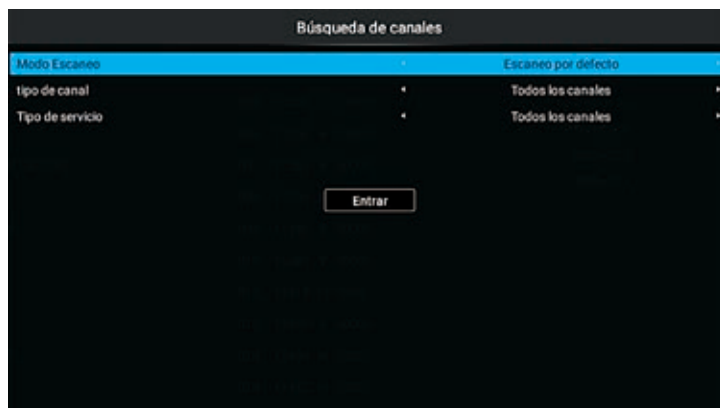 Búsqueda de canales
Modo Escaneo Escaneo por defecto
tipo de canal Todos los canales
Tipo de servicio Todos los canales
Entrar